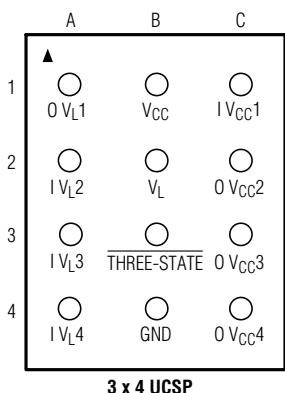 A B C
1
O VL1 VCC I VCC1
2
I VL2 VL O VCC2
3
I VL3 THREE-STATE O VCC3
4
I VL4 GND O VCC4
3 x 4 UCSP